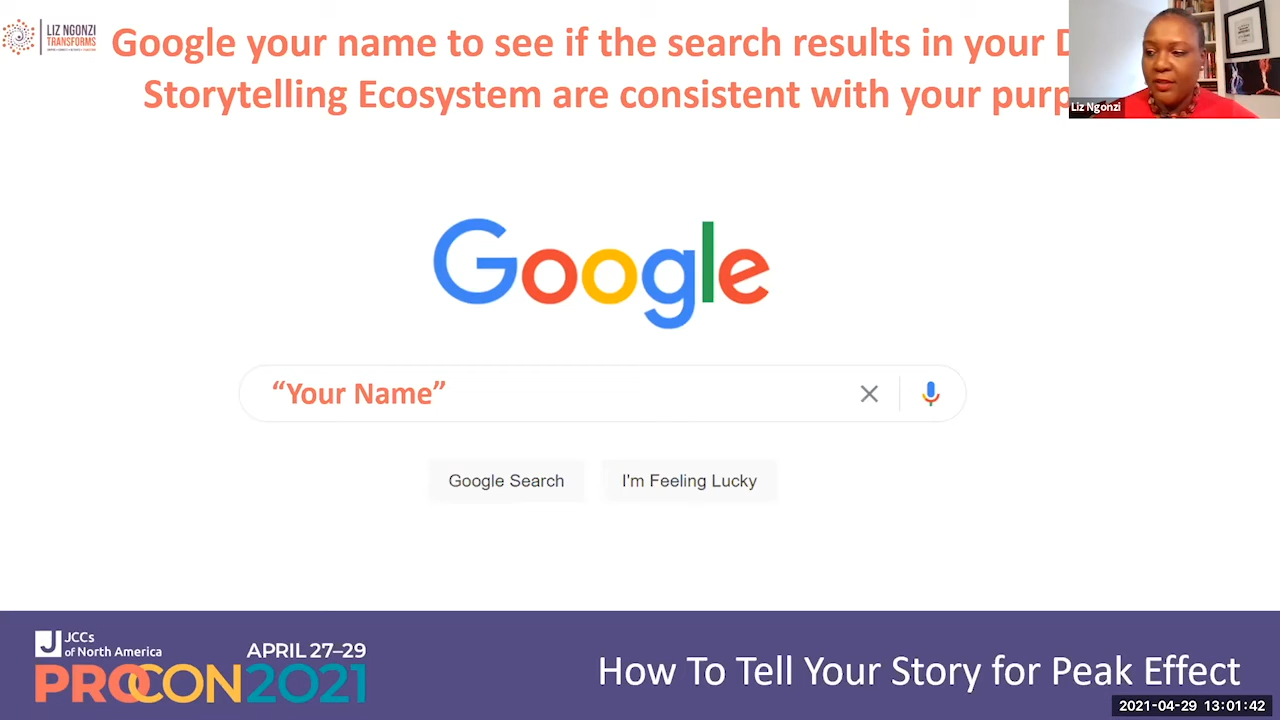 LIZ NGONZI
TRANSFORMS
Google your name to see if the search results in your D
Storytelling Ecosystem are consistent with your purp
Liz Ngonzi
Google
“Your Name”
Google Search
I'm Feeling Lucky
JCCs
of North America
APRIL 27–29
PROCON 2021
How To Tell Your Story for Peak Effect
2021-04-29 13:01:42